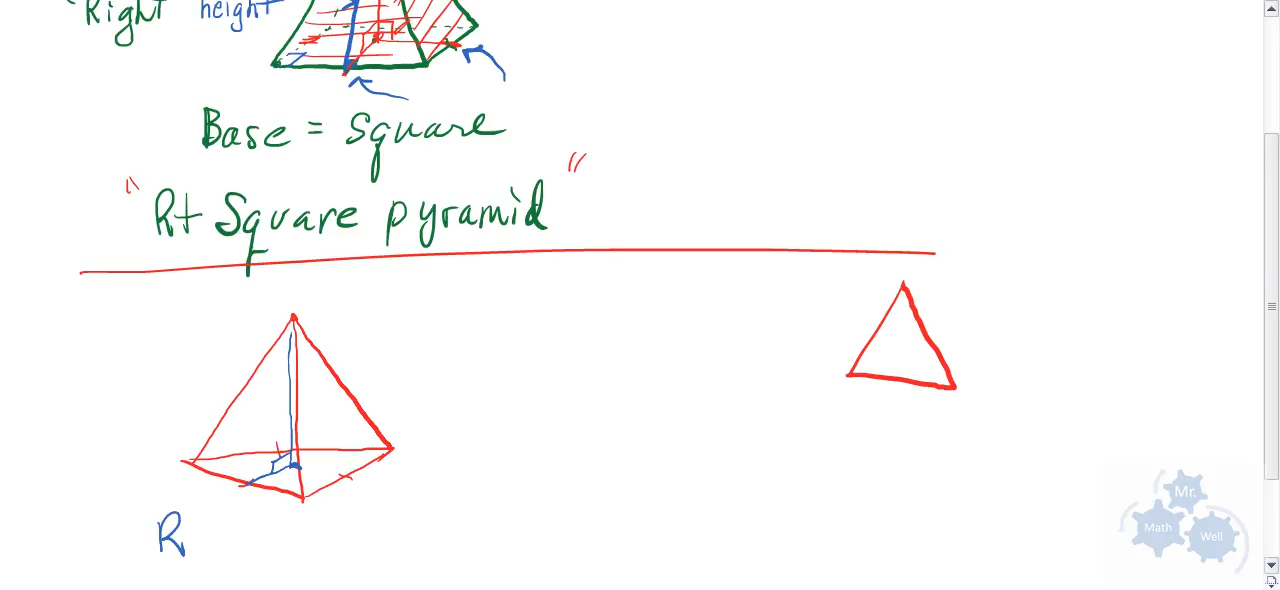 "Right height
Base = Square
"Rt Square pyramid"
R
Mr.
Math Well